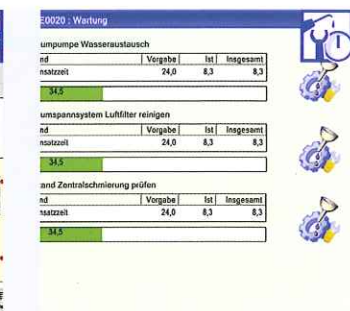 E0020 : Wartung
umpumpe Wasseraustausch
nd Vorgabe Ist Insgesamt
nsatzzeit 24,0 8,3 8,3
34,5
umspannsystem Luftfilter reinigen
nd Vorgabe Ist Insgesamt
nsatzzeit 24,0 8,3 8,3
34,5
tand Zentralschmierung prüfen
nd Vorgabe Ist Insgesamt
nsatzzeit 24,0 8,3 8,3
34,5